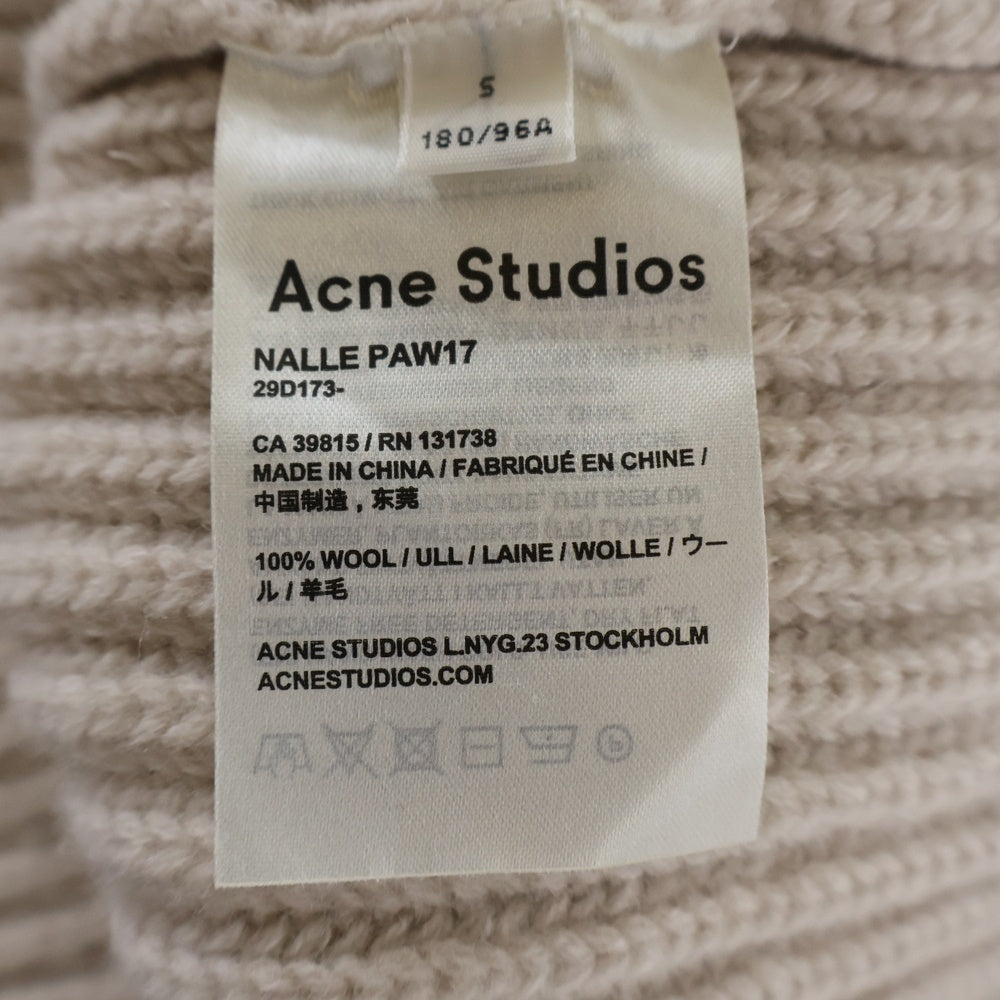 S
180/96A
Acne Studios
NALLE PAW17
29D173-
CA 39815 / RN 131738
MADE IN CHINA / FABRIQUÉ EN CHINE /
中国制造，东莞
100% WOOL / ULL / LAINE / WOLLE / ウー
ル / 羊毛
ACNE STUDIOS L.NYG.23 STOCKHOLM
ACNESTUDIOS.COM